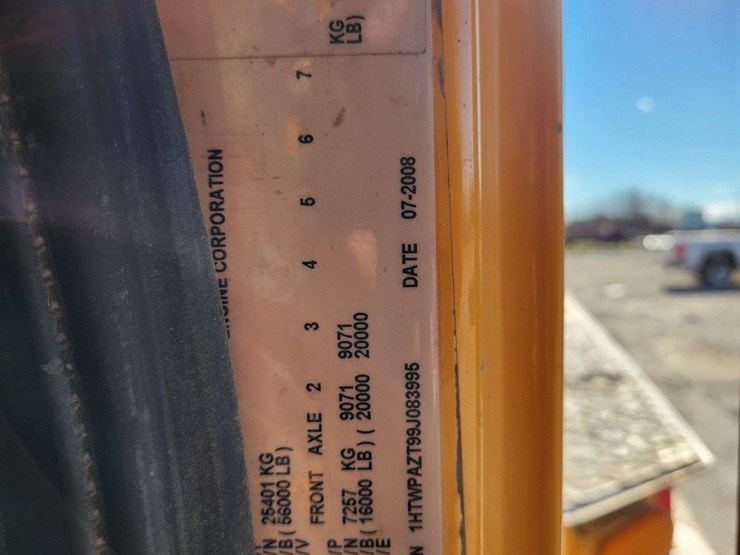 CORPORATION
/N 25401 KG
/B ( 56000 LB )
/V FRONT AXLE 2 3 4 5 6 7
/P
/N 7257 KG 9071 9071 KG
/B ( 16000 LB ) ( 20000 20000 LB )
/E
N 1HTWPAZT99J083995 DATE 07-2008